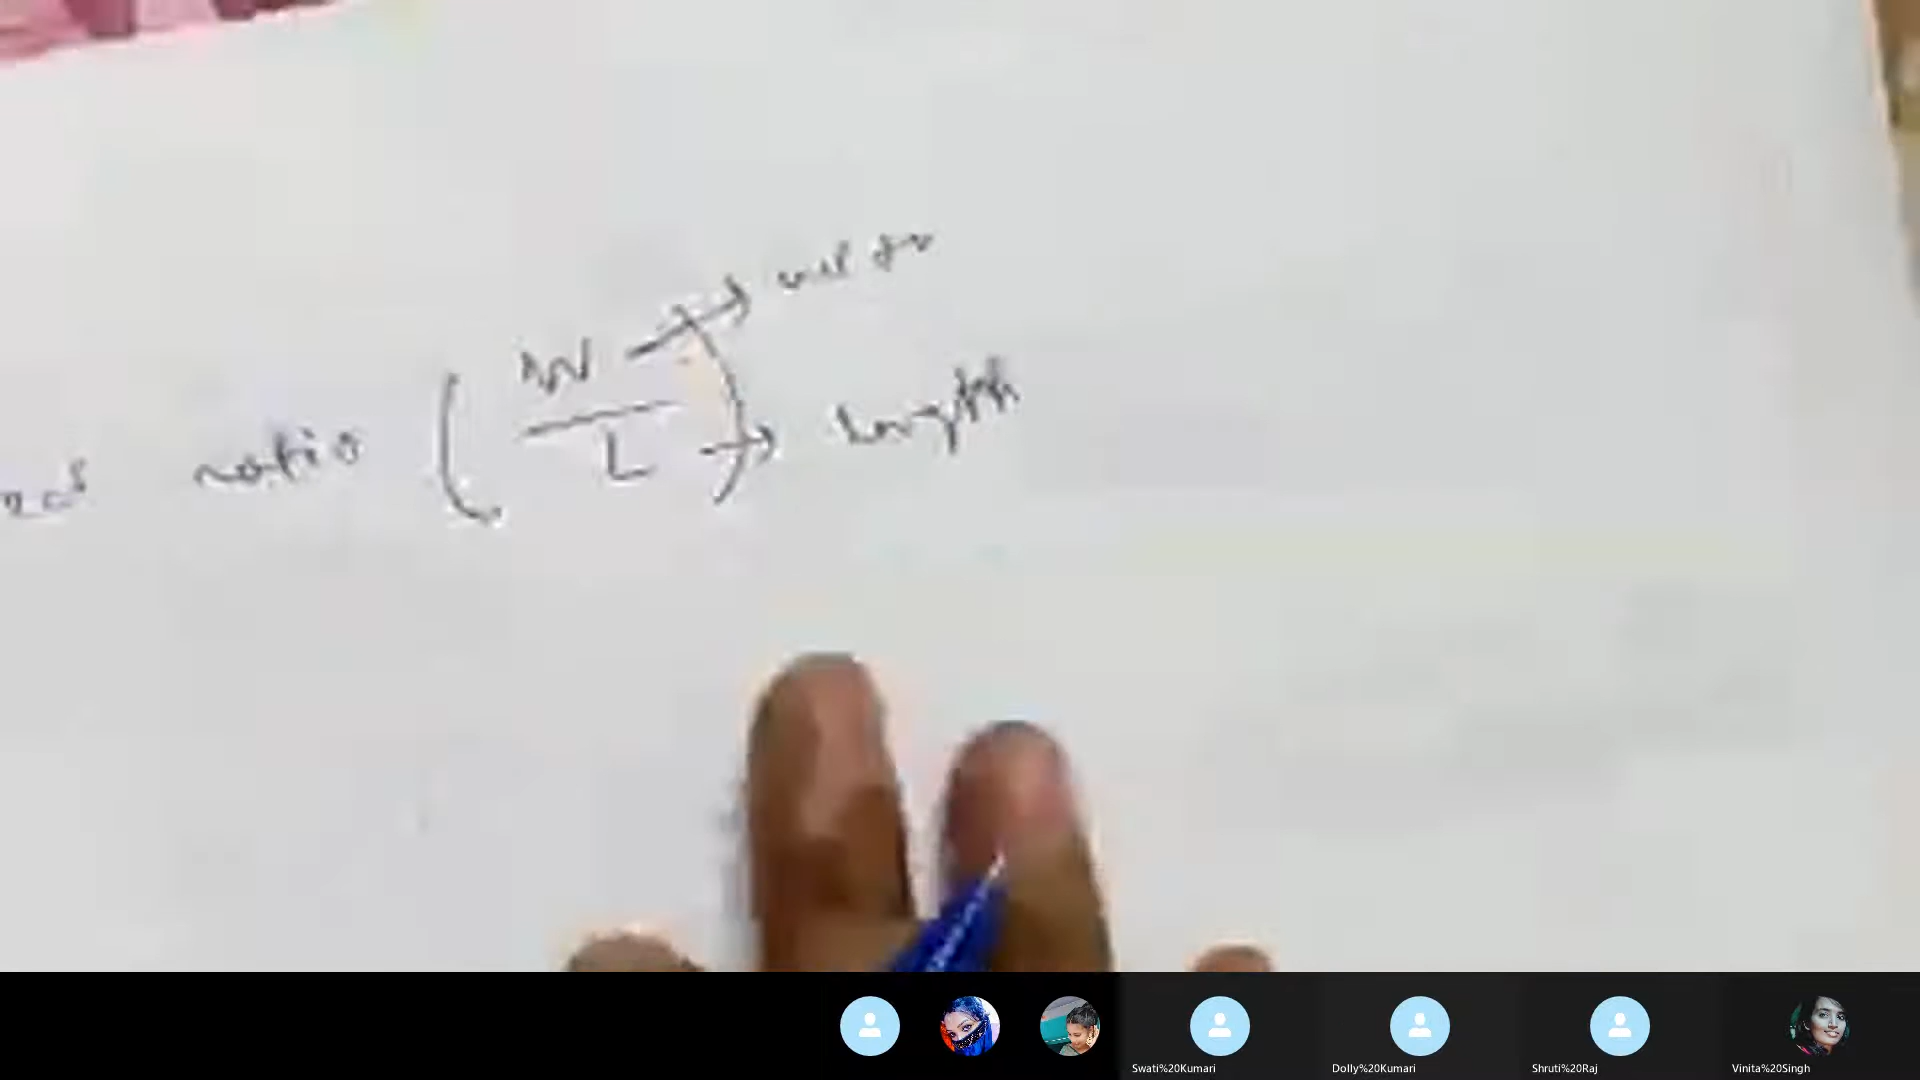 W → width
ratio ( — ) 
L → length
Swati%20Kumari
Dolly%20Kumari
Shruti%20Raj
Vinita%20Singh